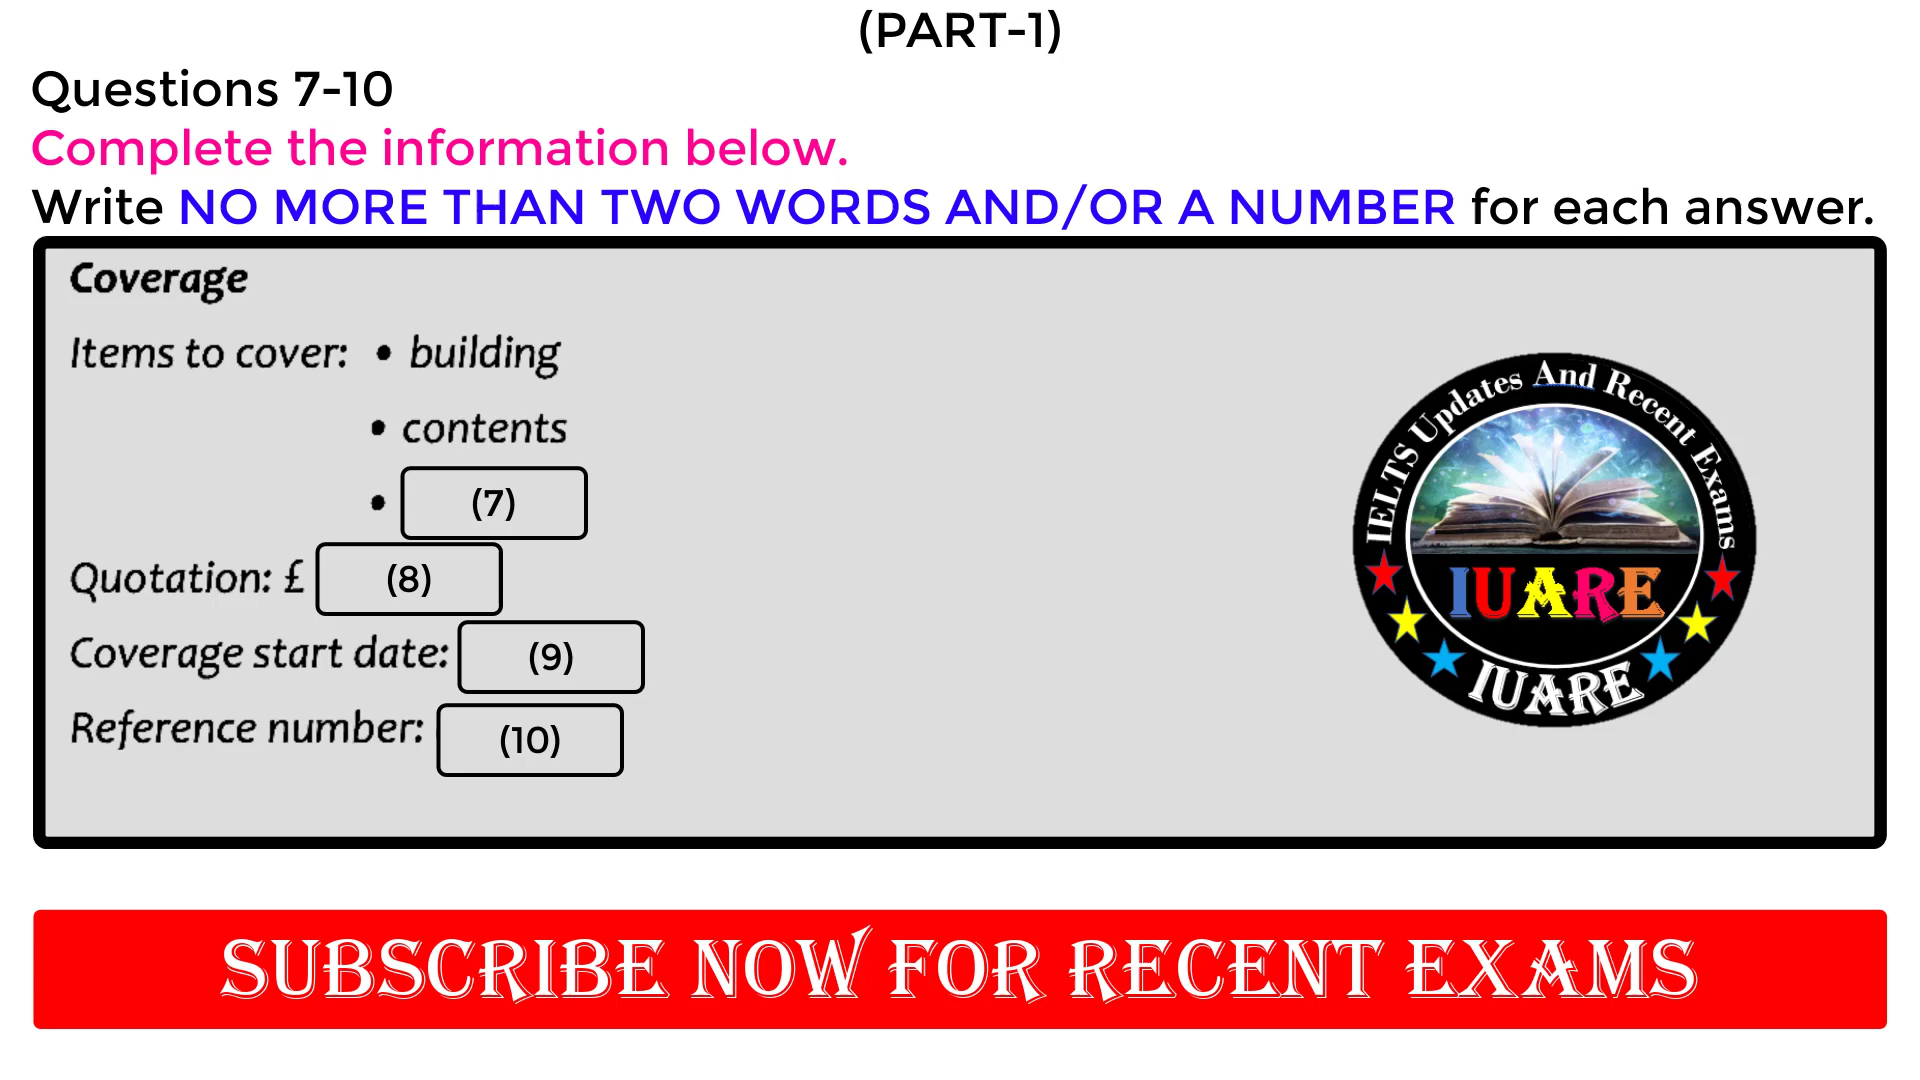 (PART-1)
Questions 7-10
Complete the information below.
Write NO MORE THAN TWO WORDS AND/OR A NUMBER for each answer.
Coverage
Items to cover: • building
• contents
• (7)
Quotation: £ (8)
Coverage start date: (9)
Reference number: (10)
IELTS Updates And Recent Exams
IUARE
IUARE
SUBSCRIBE NOW FOR RECENT EXAMS